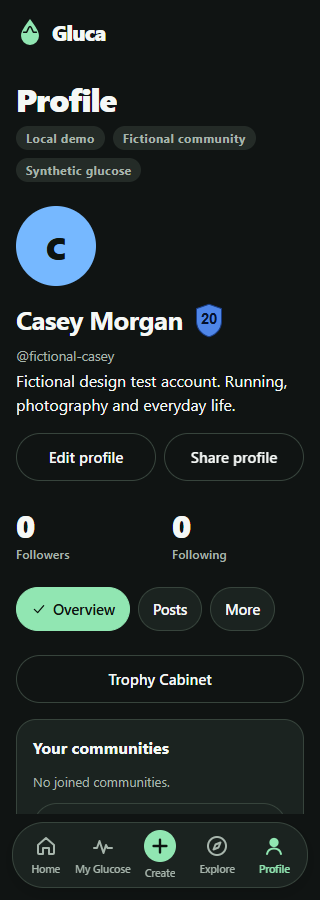 Gluca
Profile
Local demo
Fictional community
Synthetic glucose
C
Casey Morgan
20
@fictional-casey
Fictional design test account. Running,
photography and everyday life.
Edit profile
Share profile
0
0
Followers
Following
Overview
Posts
More
Trophy Cabinet
Your communities
No joined communities.
Home
My Glucose
Create
Explore
Profile